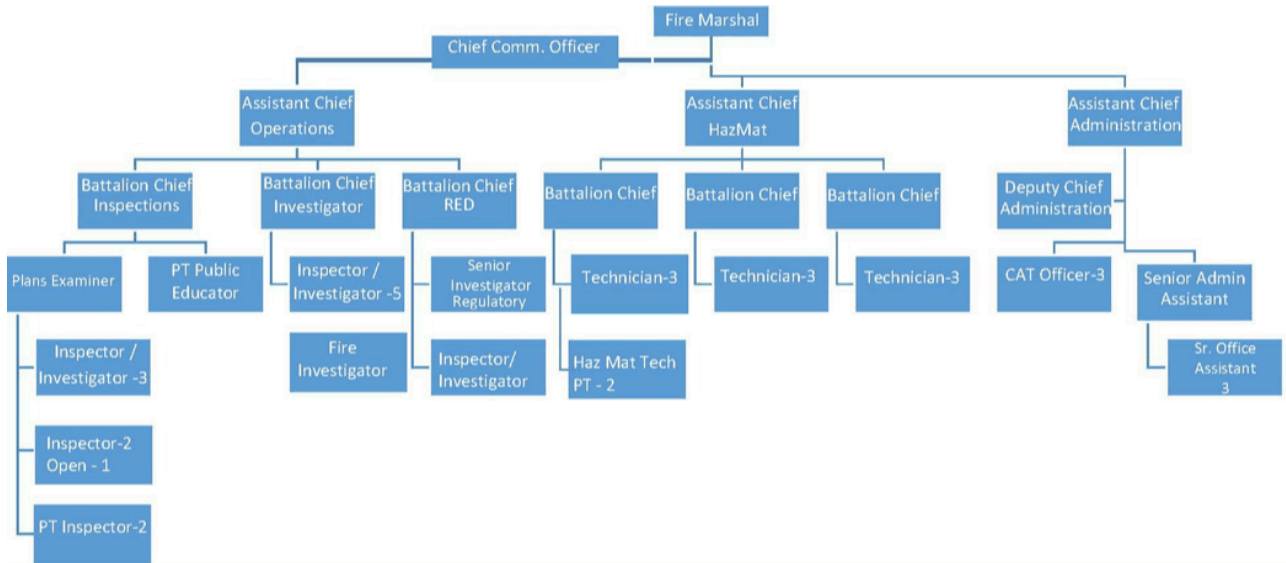 Fire Marshal
Chief Comm. Officer
Assistant Chief
Operations
Assistant Chief
HazMat
Assistant Chief
Administration
Battalion Chief
Inspections
Battalion Chief
Investigator
Battalion Chief
RED
Battalion Chief
Battalion Chief
Battalion Chief
Deputy Chief
Administration
Plans Examiner
PT Public
Educator
Inspector /
Investigator -5
Senior
Investigator
Regulatory
Technician-3
Technician-3
Technician-3
CAT Officer-3
Senior Admin
Assistant
Inspector /
Investigator -3
Fire
Investigator
Inspector/
Investigator
Haz Mat Tech
PT - 2
Sr. Office
Assistant
3
Inspector-2
Open - 1
PT Inspector-2